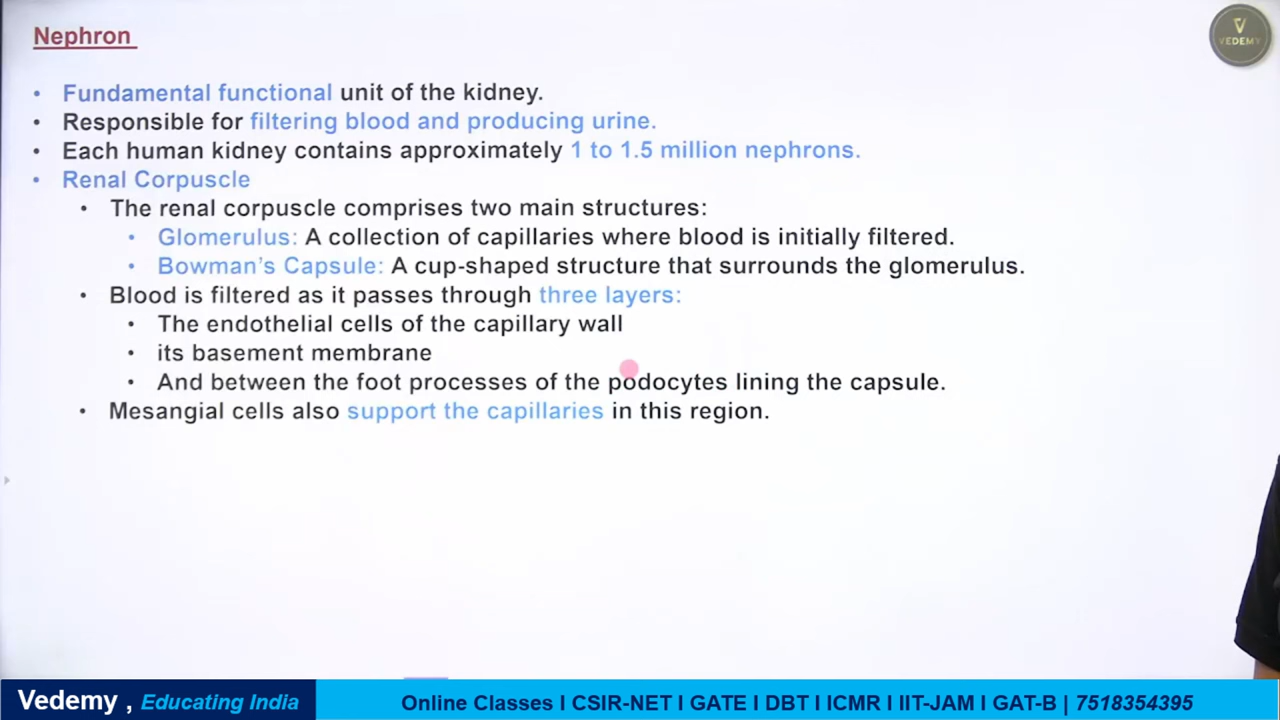 Nephron
V
VEDEMY
• Fundamental functional unit of the kidney.
• Responsible for filtering blood and producing urine.
• Each human kidney contains approximately 1 to 1.5 million nephrons.
• Renal Corpuscle
• The renal corpuscle comprises two main structures:
• Glomerulus: A collection of capillaries where blood is initially filtered.
• Bowman's Capsule: A cup-shaped structure that surrounds the glomerulus.
• Blood is filtered as it passes through three layers:
• The endothelial cells of the capillary wall
• its basement membrane
• And between the foot processes of the podocytes lining the capsule.
• Mesangial cells also support the capillaries in this region.
Vedemy , Educating India
Online Classes I CSIR-NET I GATE I DBT I ICMR I IIT-JAM I GAT-B | 7518354395